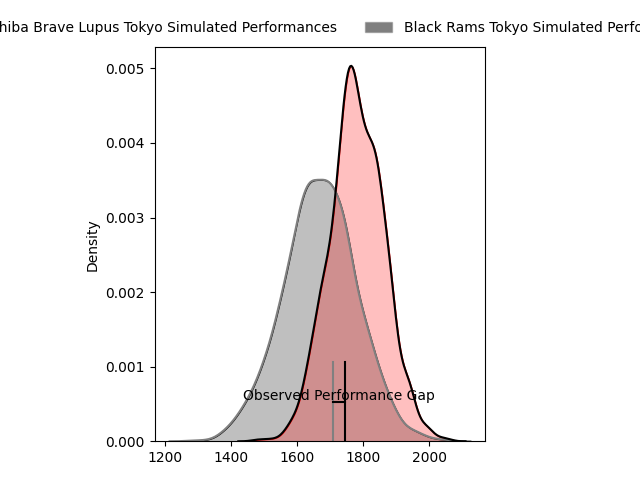 hiba Brave Lupus Tokyo Simulated Performances
Black Rams Tokyo Simulated Perfo
Density
0.005
0.004
0.003
0.002
0.001
0.000
Observed Performance Gap
1200 1400 1600 1800 2000